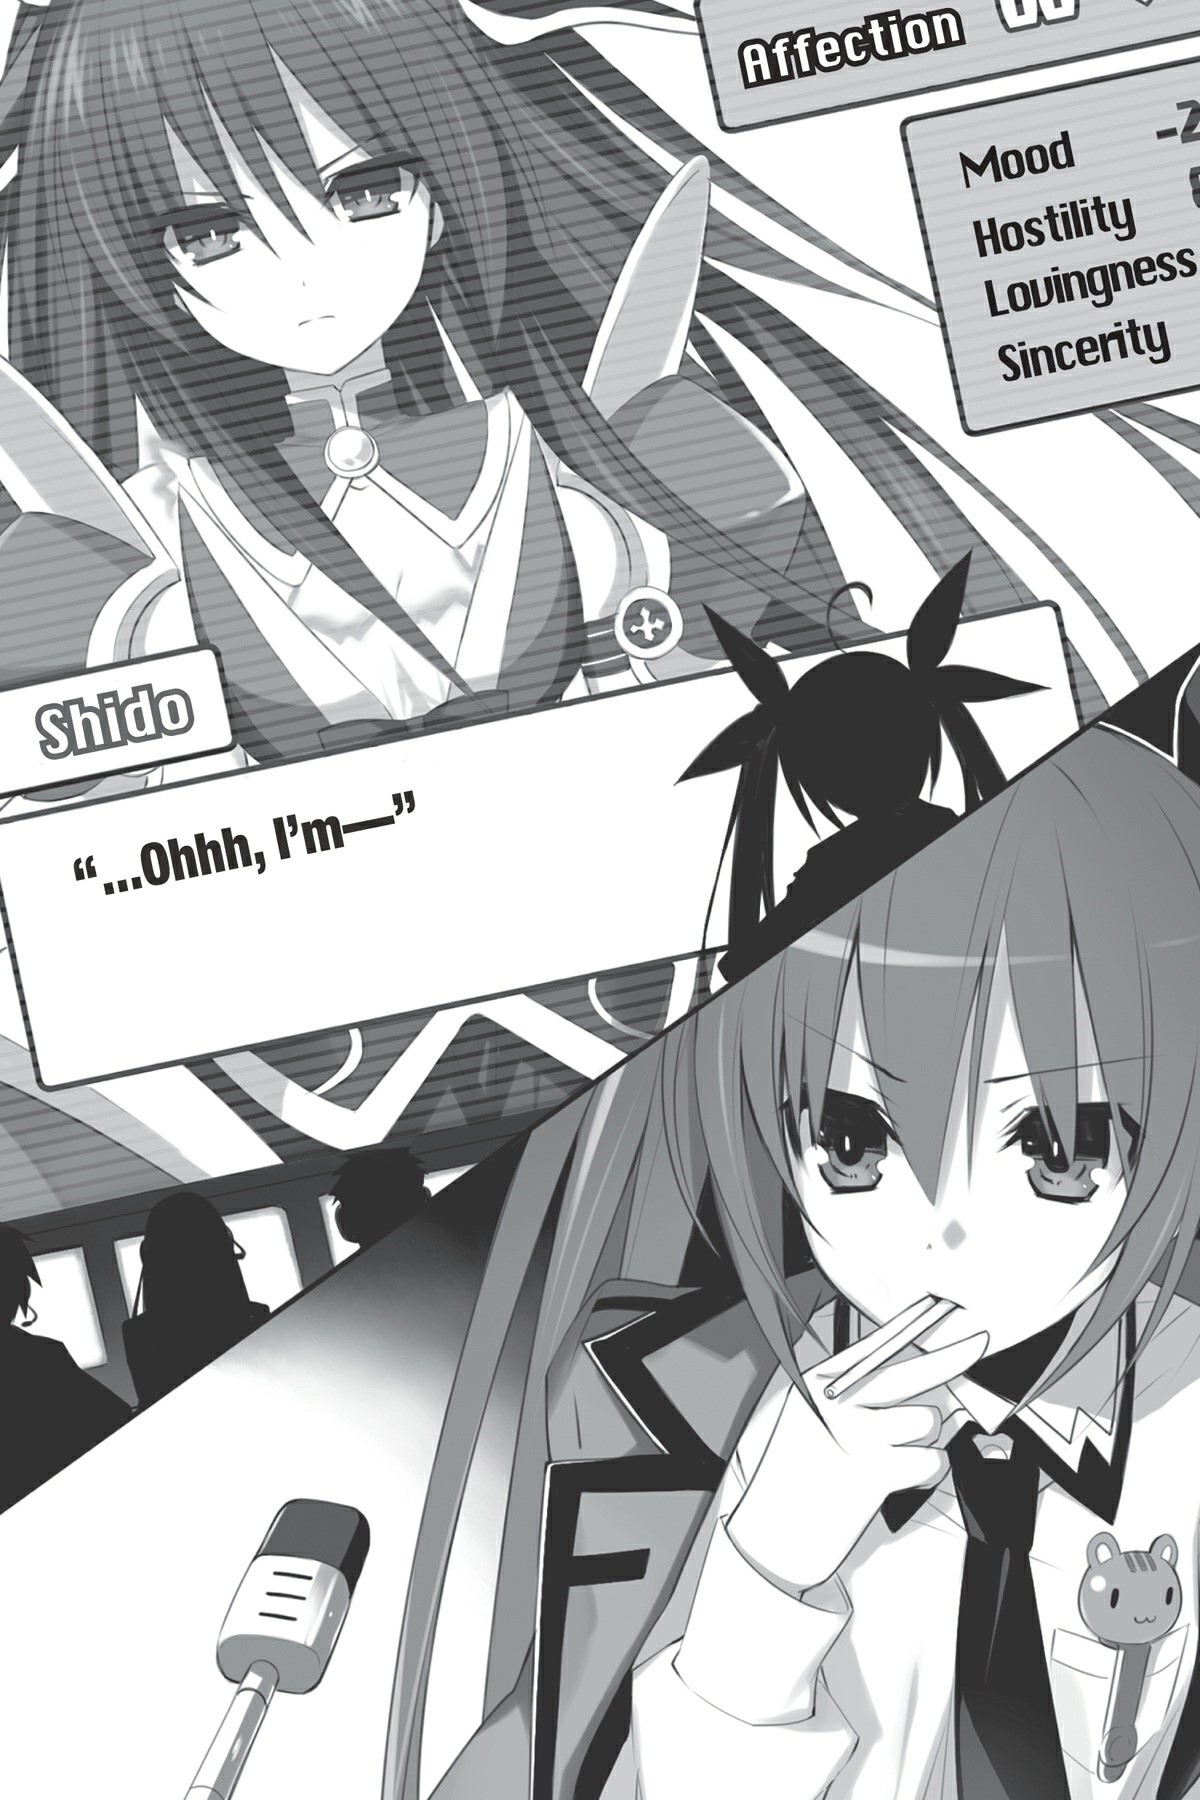 Affection
Mood
Hostility
Lovingness
Sincerity
Shido
“...Ohhh, I’m—”